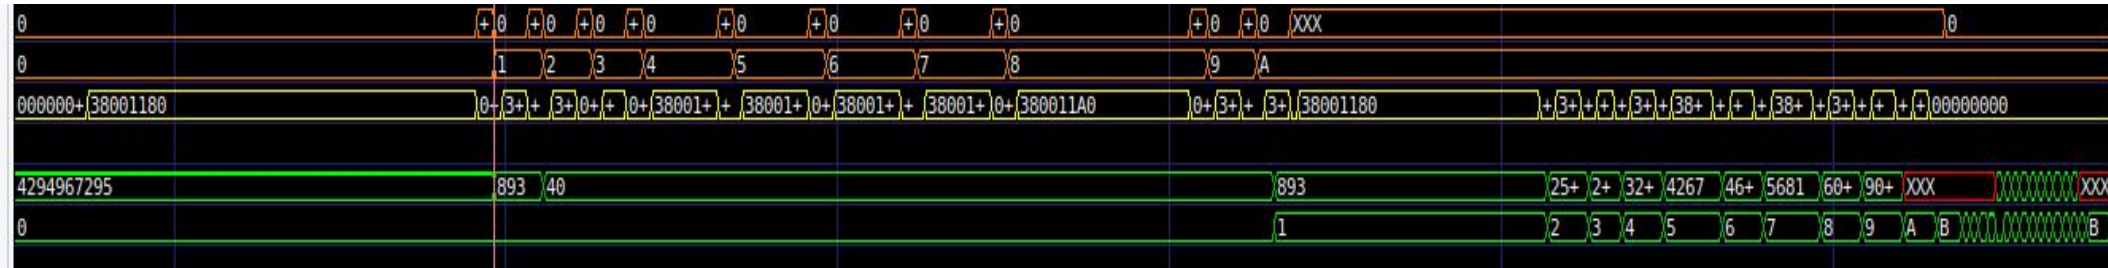 0 + 0 + 0 + 0 + 0 + 0 + 0 + 0 + 0 + 0 + 0 XXX 0
0 1 2 3 4 5 6 7 8 9 A
000000+ 38001180 0+ 3+ + 3+ 0+ + 0+ 38001+ + 38001+ 0+ 38001+ + 38001+ 0+ 380011A0 0+ 3+ + 3+ 38001180 + 3+ + + 3+ + 38+ + + + 38+ + 3+ + + + + 00000000
4294967295 893 40 893 25+ 2+ 32+ 4267 46+ 5681 60+ 90+ XXX XXX
0 1 2 3 4 5 6 7 8 9 A B B